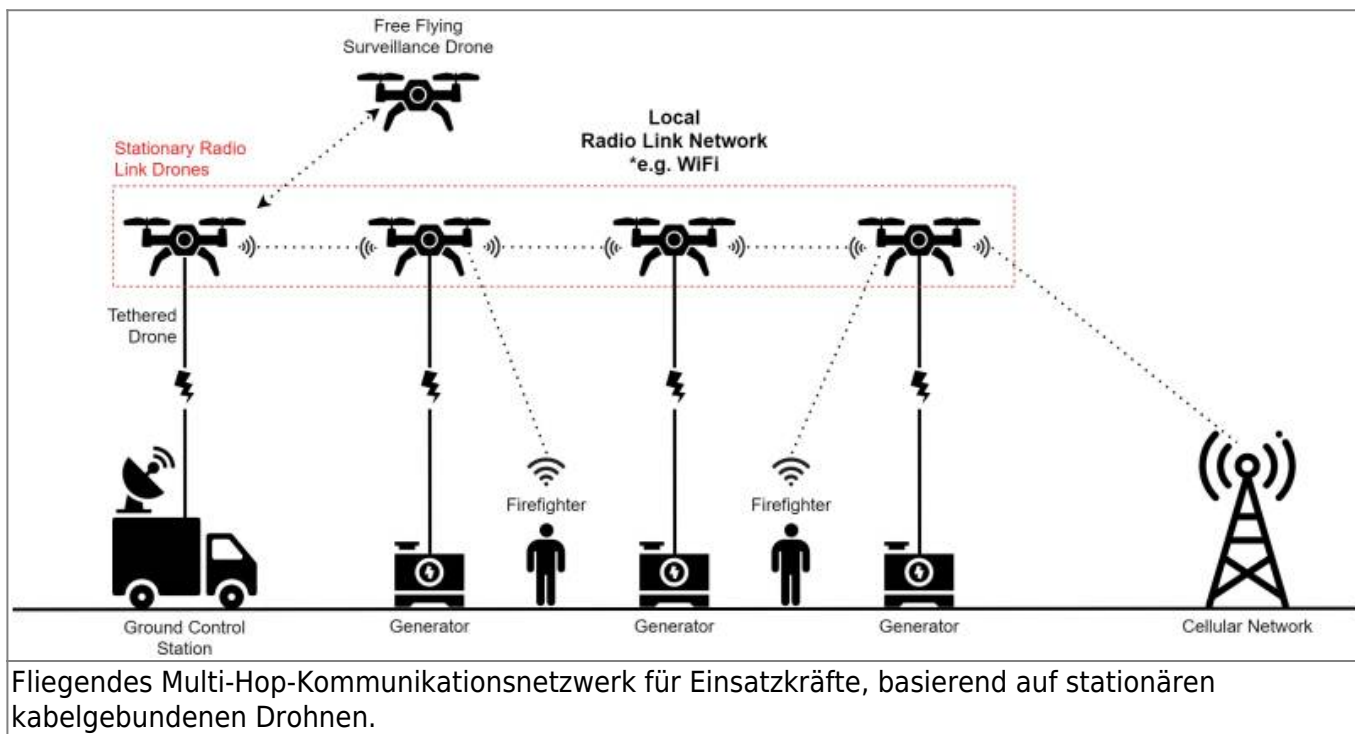 Free Flying
Surveillance Drone
Local
Radio Link Network
*e.g. WiFi
Stationary Radio
Link Drones
Tethered
Drone
Firefighter
Firefighter
Ground Control
Station
Generator
Generator
Generator
Cellular Network
Fliegendes Multi-Hop-Kommunikationsnetzwerk für Einsatzkräfte, basierend auf stationären
kabelgebundenen Drohnen.